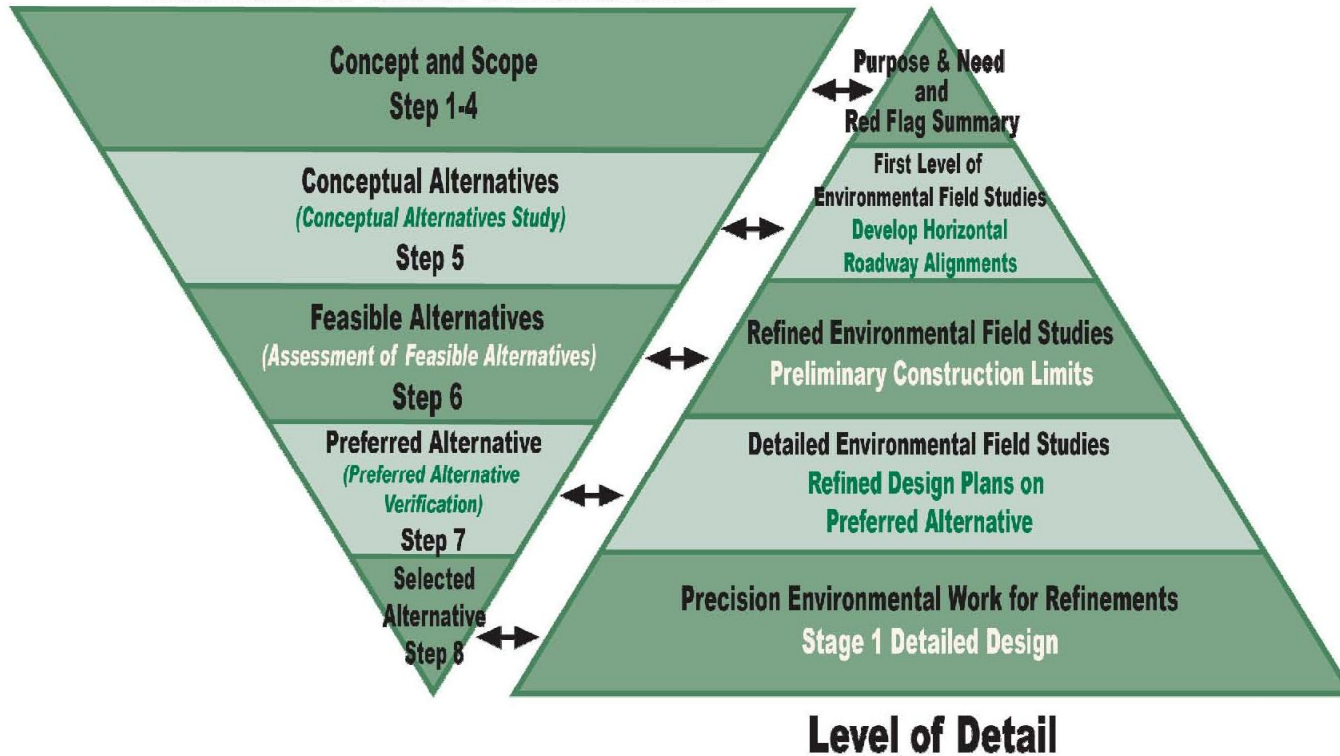 Concept and Scope
Step 1-4
Conceptual Alternatives
(Conceptual Alternatives Study)
Step 5
Feasible Alternatives
(Assessment of Feasible Alternatives)
Step 6
Preferred Alternative
(Preferred Alternative
Verification)
Step 7
Selected
Alternative
Step 8
Purpose & Need
and
Red Flag Summary
First Level of
Environmental Field Studies
Develop Horizontal
Roadway Alignments
Refined Environmental Field Studies
Preliminary Construction Limits
Detailed Environmental Field Studies
Refined Design Plans on
Preferred Alternative
Precision Environmental Work for Refinements
Stage 1 Detailed Design
Level of Detail